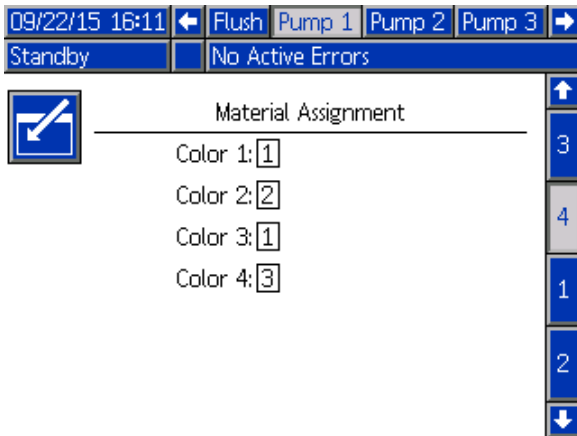 09/22/15 16:11 Flush Pump 1 Pump 2 Pump 3
Standby No Active Errors
Material Assignment
Color 1: 1
Color 2: 2
Color 3: 1
Color 4: 3
3
4
1
2